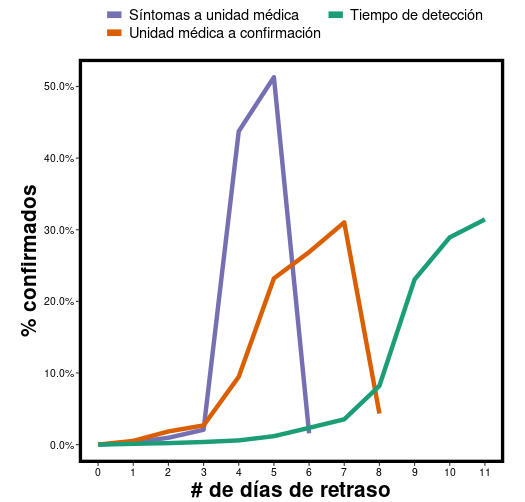 Síntomas a unidad médica
Tiempo de detección
Unidad médica a confirmación
50.0%
40.0%
30.0%
20.0%
10.0%
0.0%
% confirmados
0 1 2 3 4 5 6 7 8 9 10 11
# de días de retraso